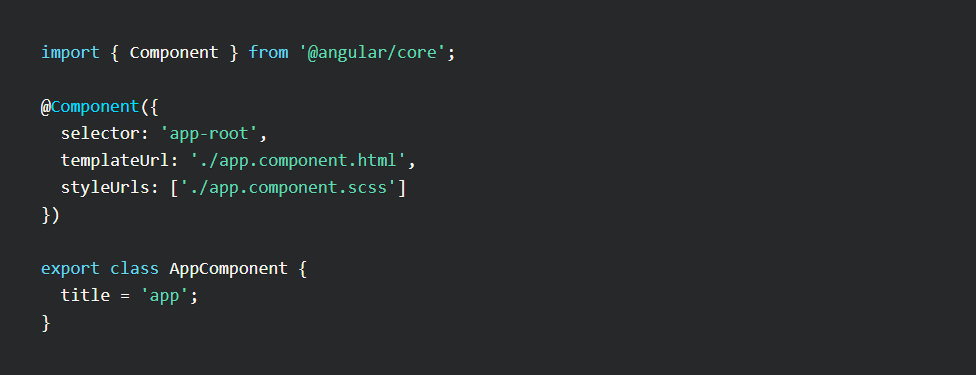 import { Component } from '@angular/core';
@Component({
  selector: 'app-root',
  templateUrl: './app.component.html',
  styleUrls: ['./app.component.scss']
})
export class AppComponent {
  title = 'app';
}